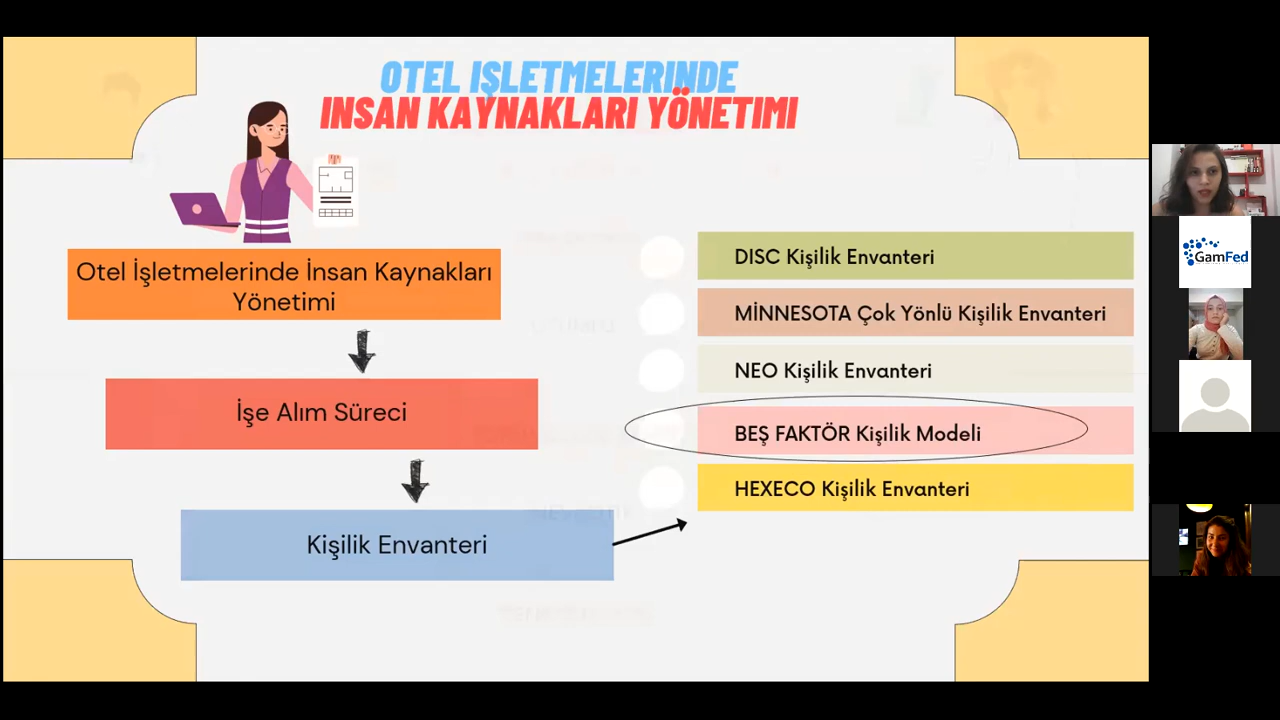 OTEL IŞLETMELERINDE
INSAN KAYNAKLARI YÖNETIMI
Otel İşletmelerinde İnsan Kaynakları
Yönetimi
İşe Alım Süreci
Kişilik Envanteri
DISC Kişilik Envanteri
MİNNESOTA Çok Yönlü Kişilik Envanteri
NEO Kişilik Envanteri
BEŞ FAKTÖR Kişilik Modeli
HEXECO Kişilik Envanteri
GamFed